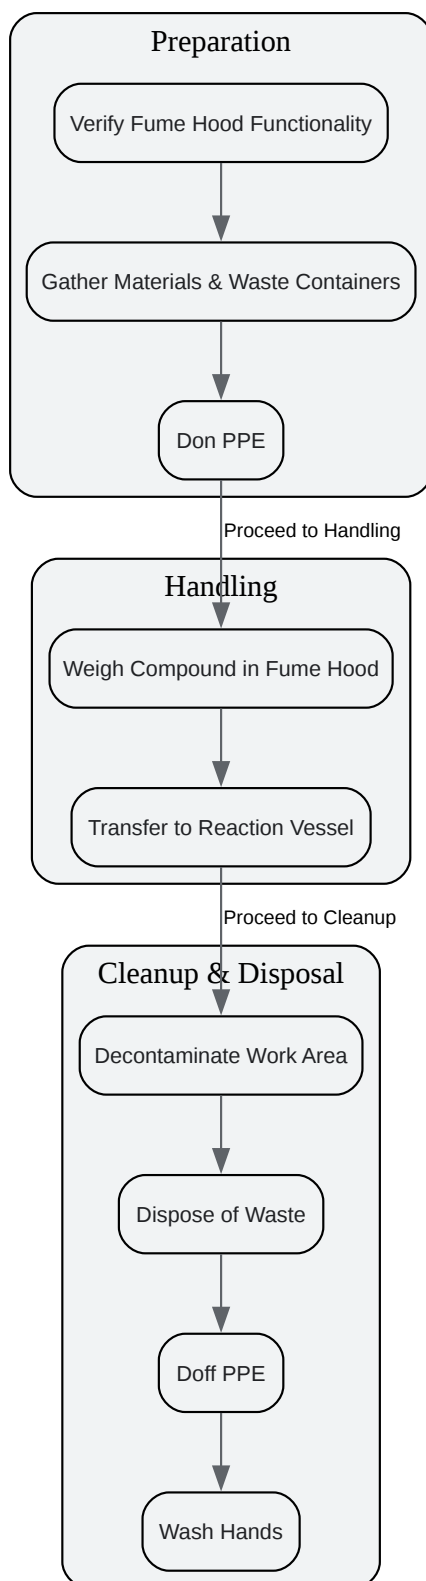 Preparation
Verify Fume Hood Functionality
Gather Materials & Waste Containers
Don PPE
Proceed to Handling
Handling
Weigh Compound in Fume Hood
Transfer to Reaction Vessel
Proceed to Cleanup
Cleanup & Disposal
Decontaminate Work Area
Dispose of Waste
Doff PPE
Wash Hands